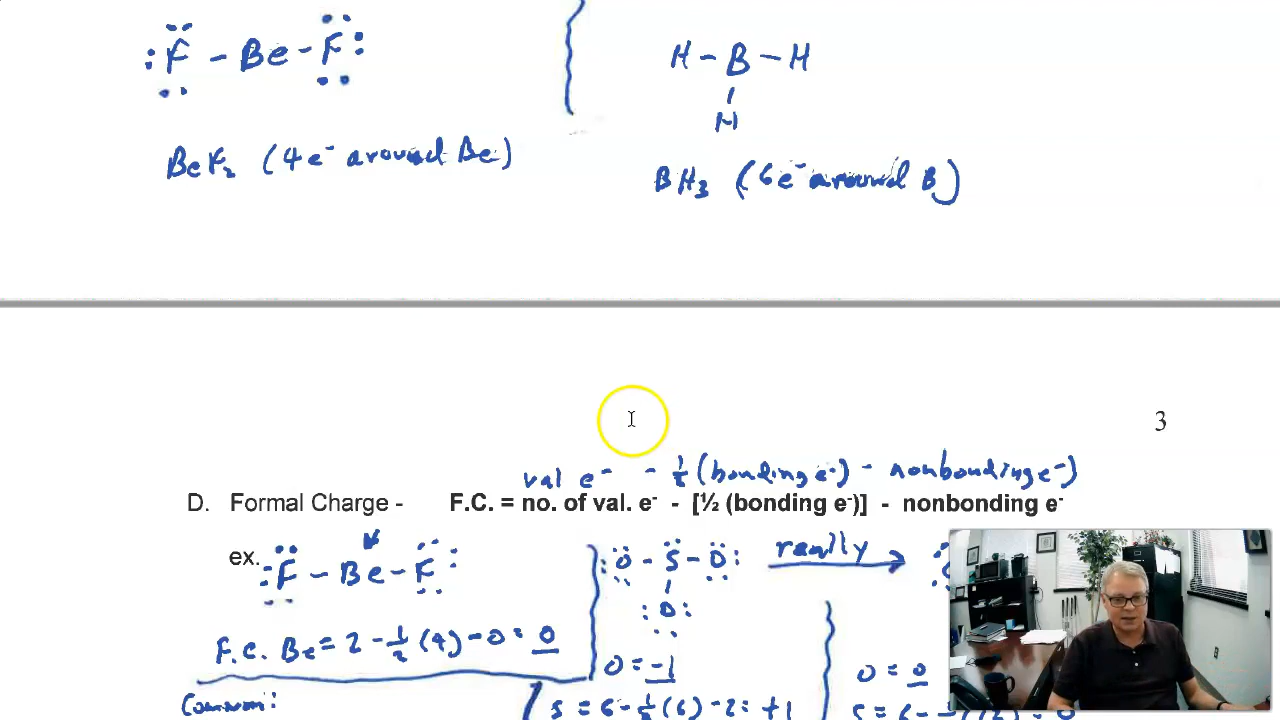 :F - Be - F:
H - B - H
H
BeF₂ (4e⁻ around Be)
BH₃ (6e⁻ around B)
3
val e⁻ - ½ (bonding e⁻) - nonbonding e⁻)
D. Formal Charge - F.C. = no. of val. e⁻ - [½ (bonding e⁻)] - nonbonding e⁻
ex. :F - Be - F:
:O - S - O: really
:O:
F.C. Be = 2 - ½ (4) - 0 = 0
O = -1
O = 0
Common:
S = 6 - ½ (6) - 2 = +1